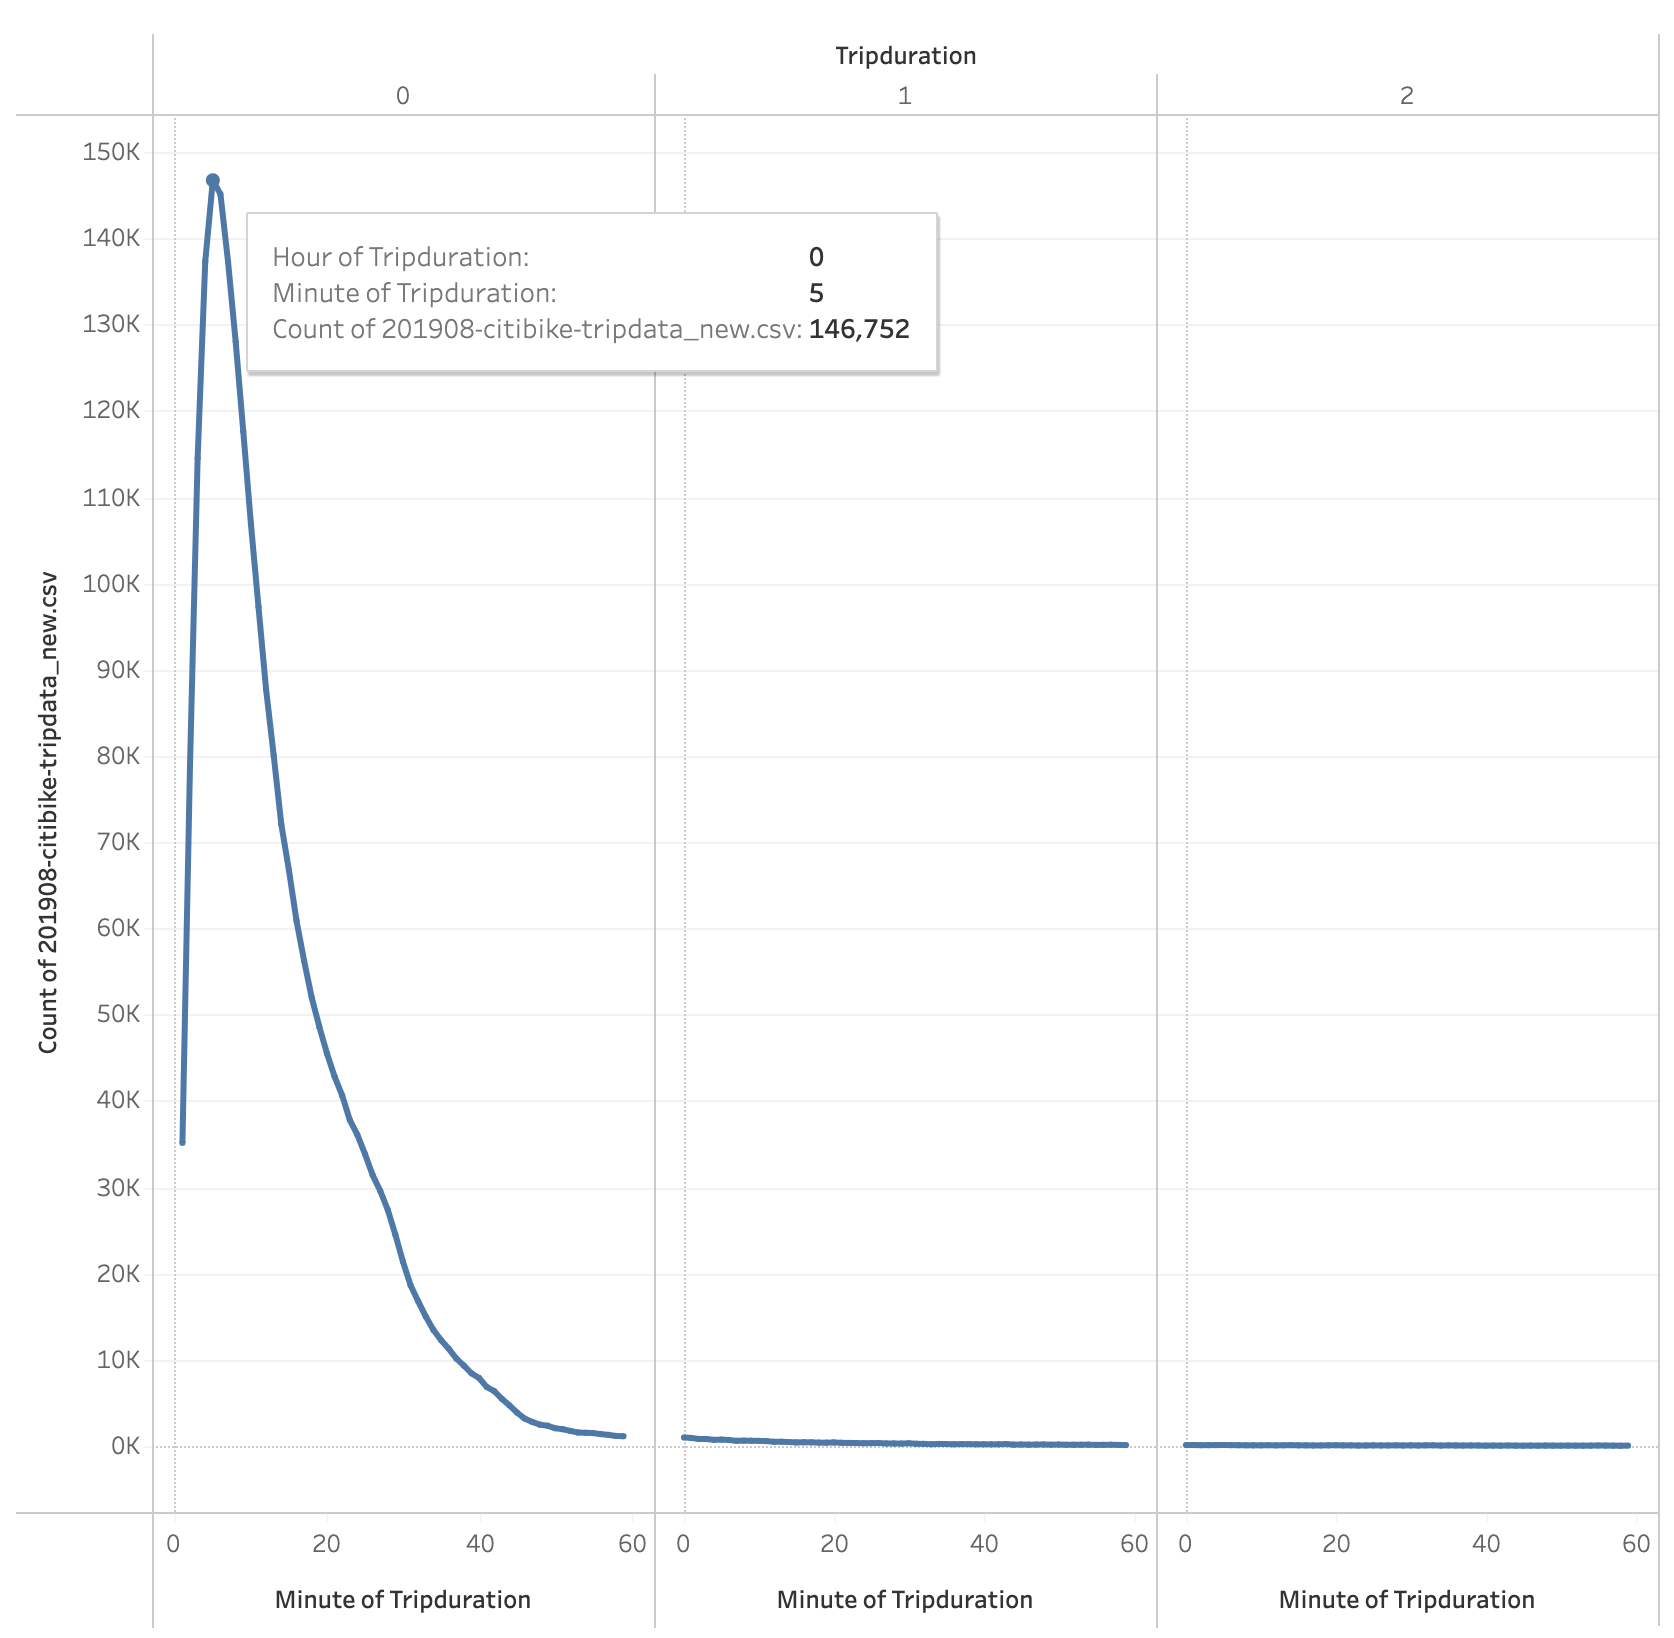 Tripduration
0 1 2
150K
140K
130K
120K
110K
100K
90K
80K
70K
60K
50K
40K
30K
20K
10K
0K
Count of 201908-citibike-tripdata_new.csv
Hour of Tripduration: 0
Minute of Tripduration: 5
Count of 201908-citibike-tripdata_new.csv: 146,752
0 20 40 60 0 20 40 60 0 20 40 60
Minute of Tripduration Minute of Tripduration Minute of Tripduration